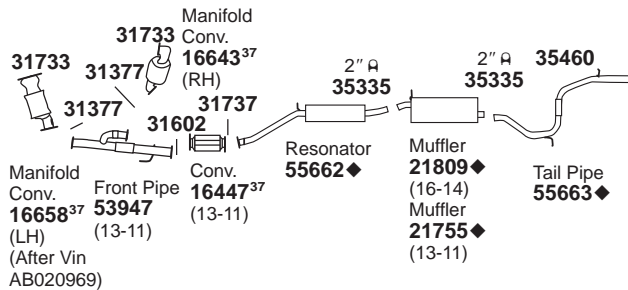 Manifold
Conv.
16643³⁷
(RH)
31733
31733
31377
31377
31602
31737
2"
35335
2"
35335
35460
Manifold
Conv.
16658³⁷
(LH)
(After Vin
AB020969)
Front Pipe
53947
(13-11)
Conv.
16447³⁷
(13-11)
Resonator
55662◆
Muffler
21809◆
(16-14)
Muffler
21755◆
(13-11)
Tail Pipe
55663◆